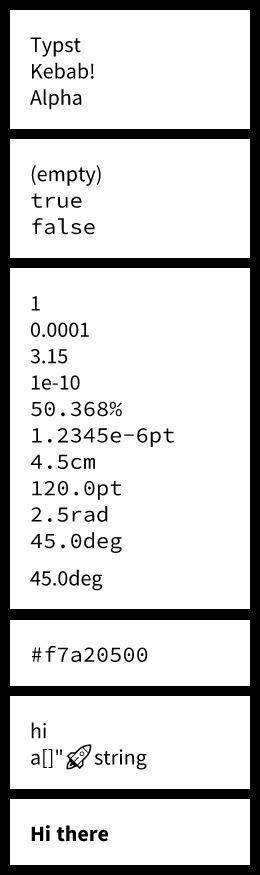 Typst
Kebab!
Alpha
(empty)
true
false
1
0.0001
3.15
1e-10
50.368%
1.2345e-6pt
4.5cm
120.0pt
2.5rad
45.0deg
45.0deg
#f7a20500
hi
a[]"🚀string
Hi there